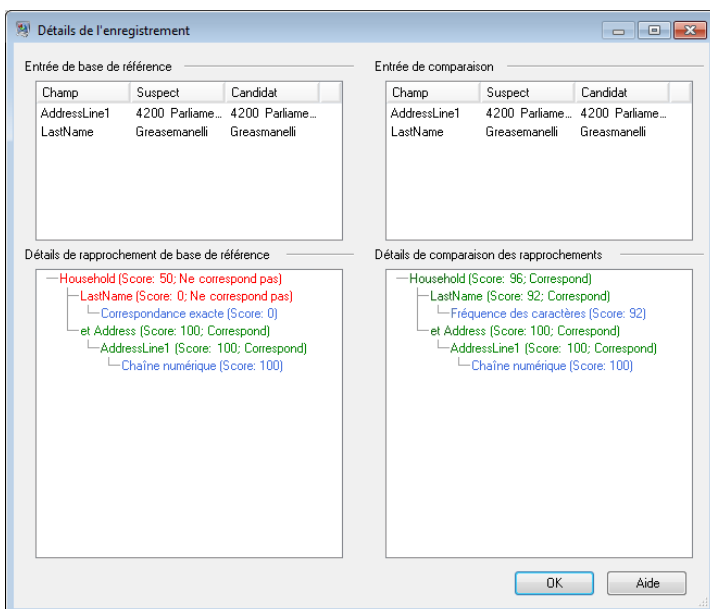 Détails de l'enregistrement
Entrée de base de référence
Champ Suspect Candidat
AddressLine1 4200 Parliame... 4200 Parliame...
LastName Greasemanelli Greasmanelli
Entrée de comparaison
Champ Suspect Candidat
AddressLine1 4200 Parliame... 4200 Parliame...
LastName Greasemanelli Greasmanelli
Détails de rapprochement de base de référence
Household (Score: 50; Ne correspond pas)
LastName (Score: 0; Ne correspond pas)
Correspondance exacte (Score: 0)
et Address (Score: 100; Correspond)
AddressLine1 (Score: 100; Correspond)
Chaîne numérique (Score: 100)
Détails de comparaison des rapprochements
Household (Score: 96; Correspond)
LastName (Score: 92; Correspond)
Fréquence des caractères (Score: 92)
et Address (Score: 100; Correspond)
AddressLine1 (Score: 100; Correspond)
Chaîne numérique (Score: 100)
OK Aide